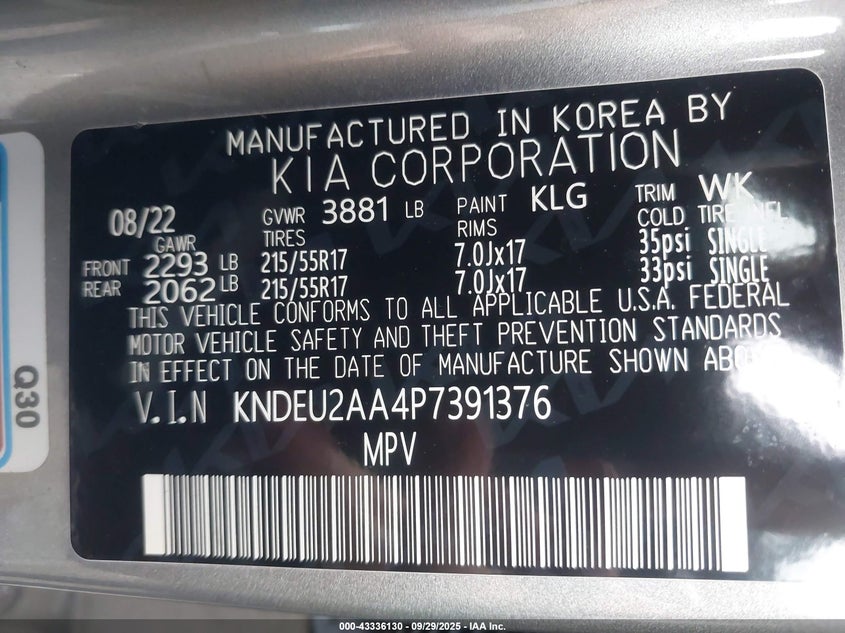 MANUFACTURED IN KOREA BY
KIA CORPORATION
08/22 GVWR 3881 LB PAINT KLG TRIM WK
GAWR TIRES RIMS COLD TIRE INFL
FRONT 2293 LB 215/55R17 7.0Jx17 35psi SINGLE
REAR 2062 LB 215/55R17 7.0Jx17 33psi SINGLE
THIS VEHICLE CONFORMS TO ALL APPLICABLE U.S.A. FEDERAL
MOTOR VEHICLE SAFETY AND THEFT PREVENTION STANDARDS
IN EFFECT ON THE DATE OF MANUFACTURE SHOWN ABOVE
V.I.N KNDEU2AA4P7391376
MPV
Q30
000-43336130 - 09/29/2025 - IAA Inc.